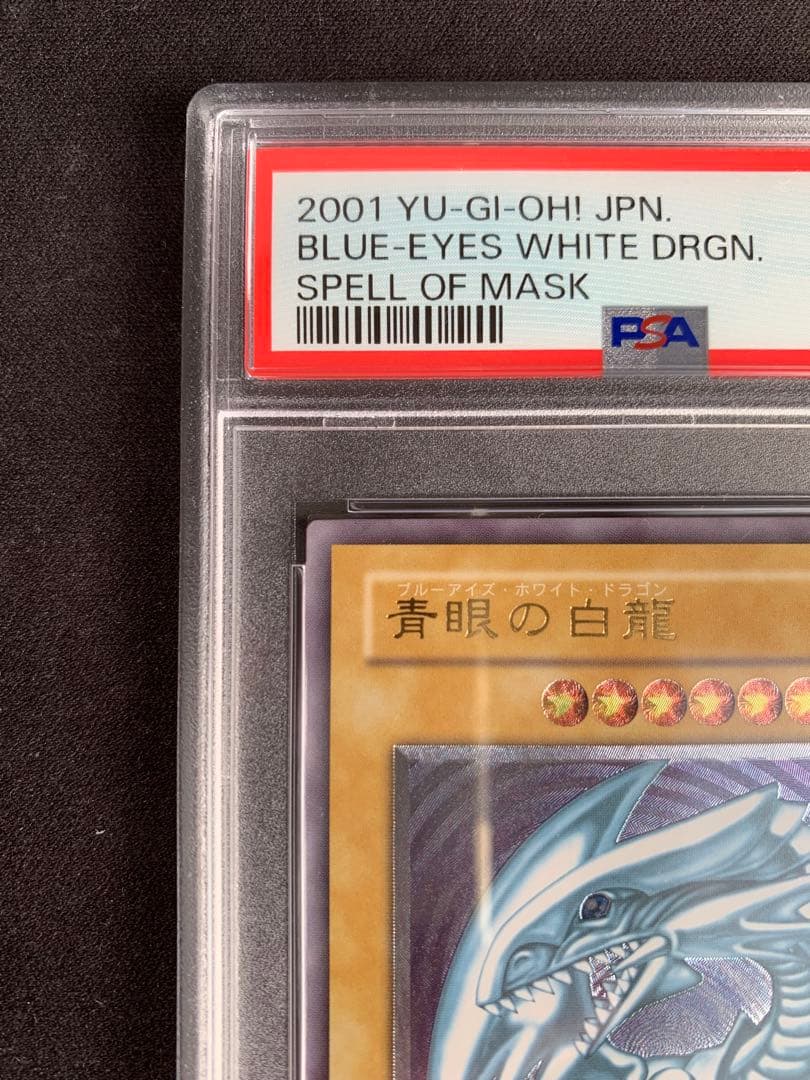 2001 YU-GI-OH! JPN.
BLUE-EYES WHITE DRGN.
SPELL OF MASK
PSA
ブルーアイズ・ホワイト・ドラゴン
青眼の白龍